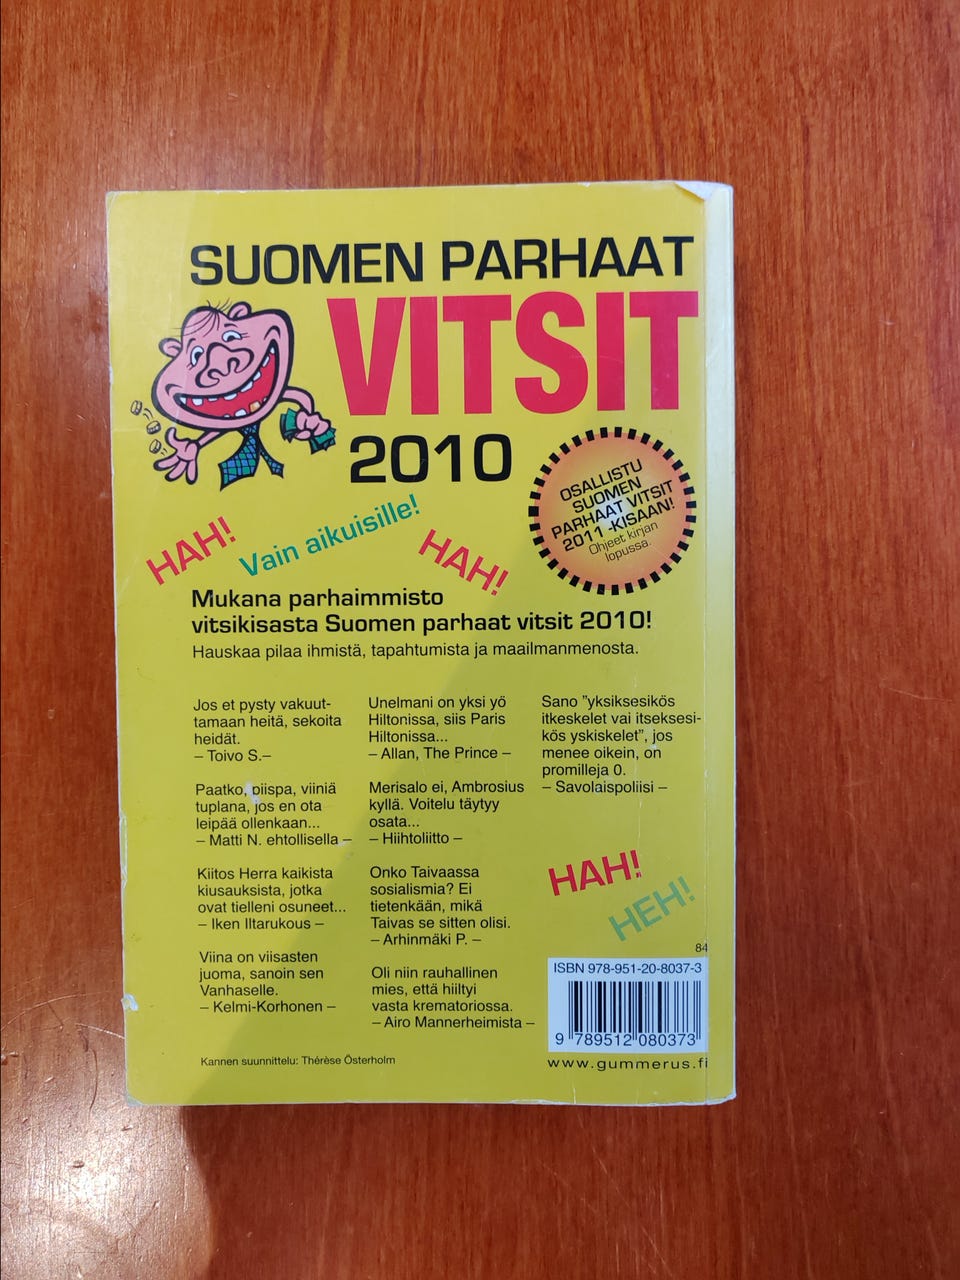 SUOMEN PARHAAT
VITSIT
2010
OSALLISTU
SUOMEN
PARHAAT VITSIT
2011 -KISAAN!
Ohjeet kirjan
lopussa.
HAH!
Vain aikuisille!
HAH!
Mukana parhaimmisto
vitsikisasta Suomen parhaat vitsit 2010!
Hauskaa pilaa ihmistä, tapahtumista ja maailmanmenosta.
Jos et pysty vakuut-
tamaan heitä, sekoita
heidät.
– Toivo S.–
Paatko, piispa, viiniä
tuplana, jos en ota
leipää ollenkaan...
– Matti N. ehtollisella –
Kiitos Herra kaikista
kiusauksista, jotka
ovat tielleni osuneet...
– Iken Iltarukous –
Viina on viisasten
juoma, sanoin sen
Vanhaselle.
– Kelmi-Korhonen –
Unelmani on yksi yö
Hiltonissa, siis Paris
Hiltonissa...
– Allan, The Prince –
Merisalo ei, Ambrosius
kyllä. Voitelu täytyy
osata...
– Hiihtoliitto –
Onko Taivaassa
sosialismia? Ei
tietenkään, mikä
Taivas se sitten olisi.
– Arhinmäki P. –
Oli niin rauhallinen
mies, että hiiltyi
vasta krematoriossa.
– Airo Mannerheimista –
Sano "yksiksesikös
itkeskelet vai itseksesi-
kös yskiskelet", jos
menee oikein, on
promilleja 0.
– Savolaispoliisi –
HAH!
HEH!
84
ISBN 978-951-20-8037-3
9 789512 080373
www.gummerus.fi
Kannen suunnittelu: Thérèse Österholm